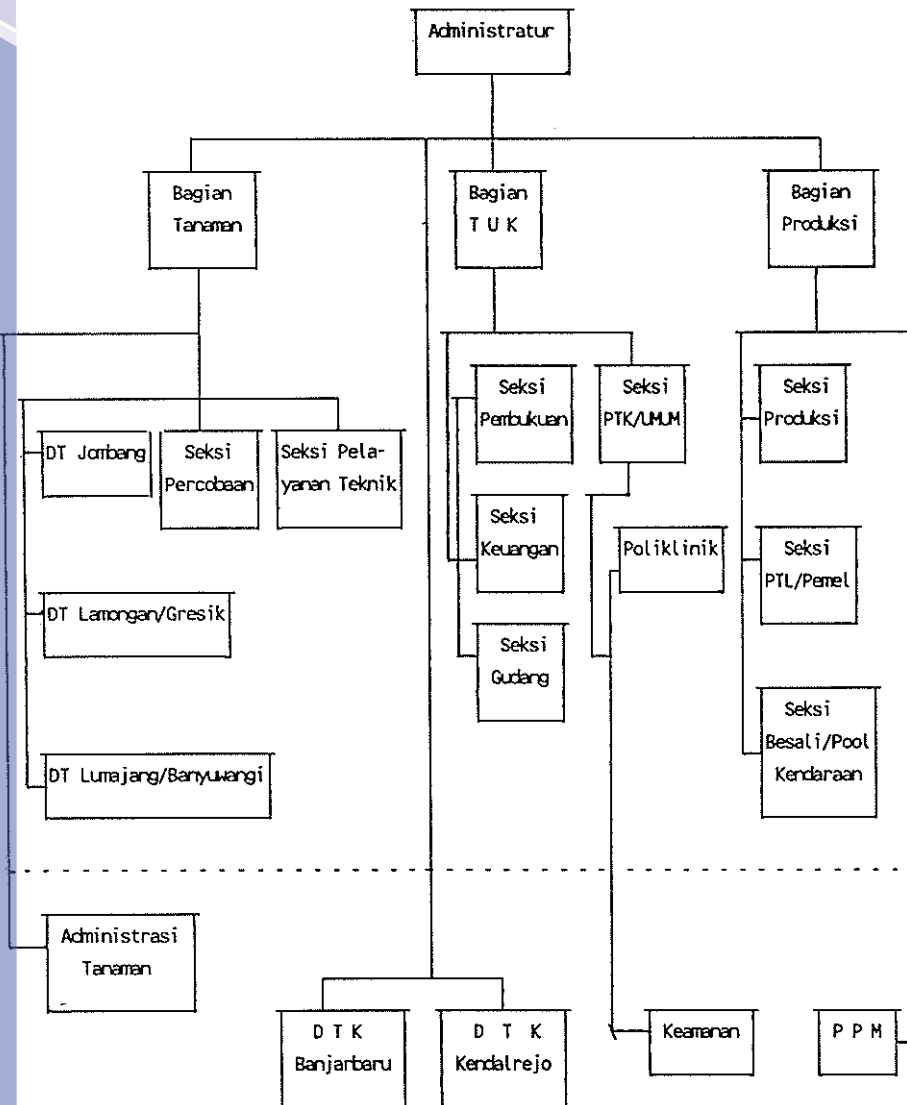 Administratur
Bagian
Tanaman
Bagian
T U K
Bagian
Produksi
Seksi
Pembukuan
Seksi
PTK/UMUM
Seksi
Produksi
DT Jombang
Seksi
Percobaan
Seksi Pela-
yanan Teknik
Seksi
Keuangan
Poliklinik
Seksi
PTL/Pemel
DT Lamongan/Gresik
Seksi
Gudang
Seksi
Besali/Pool
Kendaraan
DT Lumajang/Banyuwangi
Administrasi
Tanaman
D T K
Banjarbaru
D T K
Kendalrejo
Keamanan
P P M